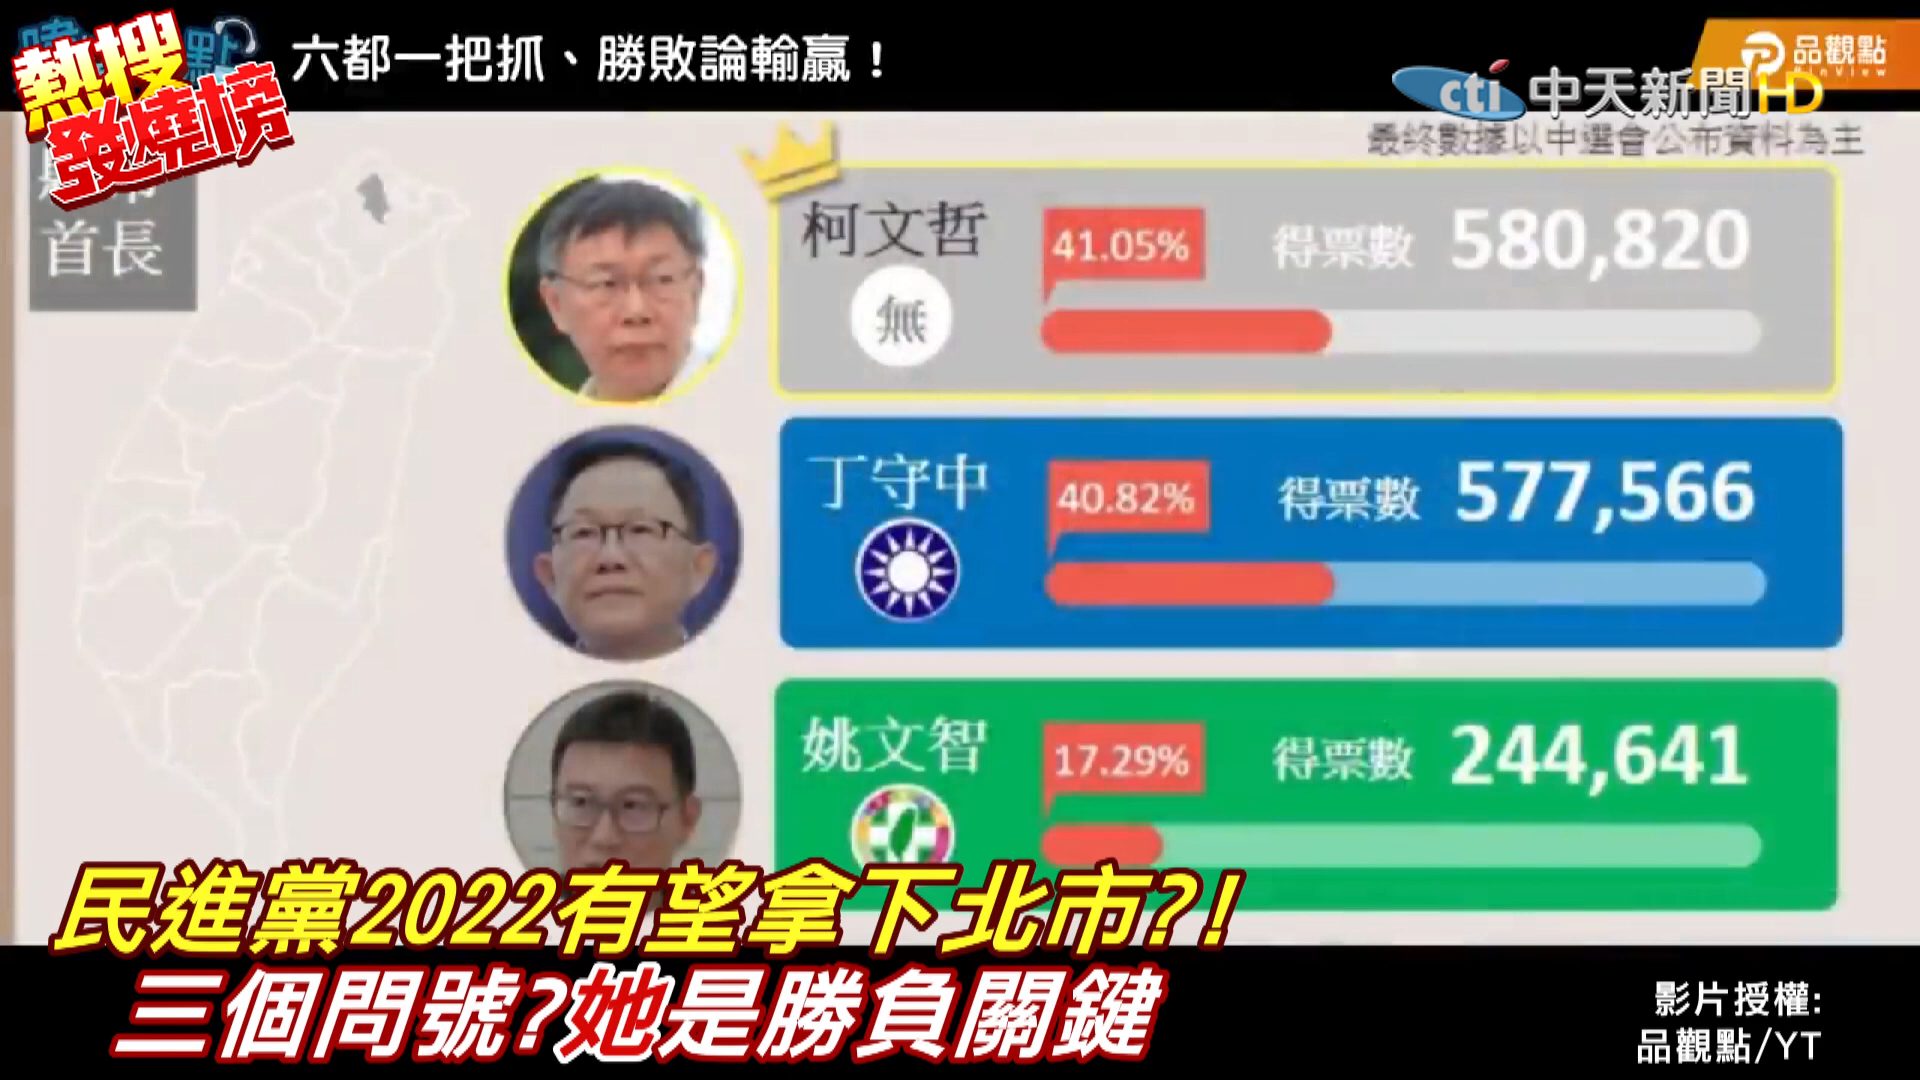 熱搜
發燒榜
六都一把抓、勝敗論輸贏！
品觀點
PinView
cti 中天新聞HD
最終數據以中選會公布資料為主
首長
柯文哲
無
41.05%
得票數 580,820
丁守中
40.82%
得票數 577,566
姚文智
17.29%
得票數 244,641
民進黨2022有望拿下北市?!
三個問號?她是勝負關鍵
影片授權:
品觀點/YT